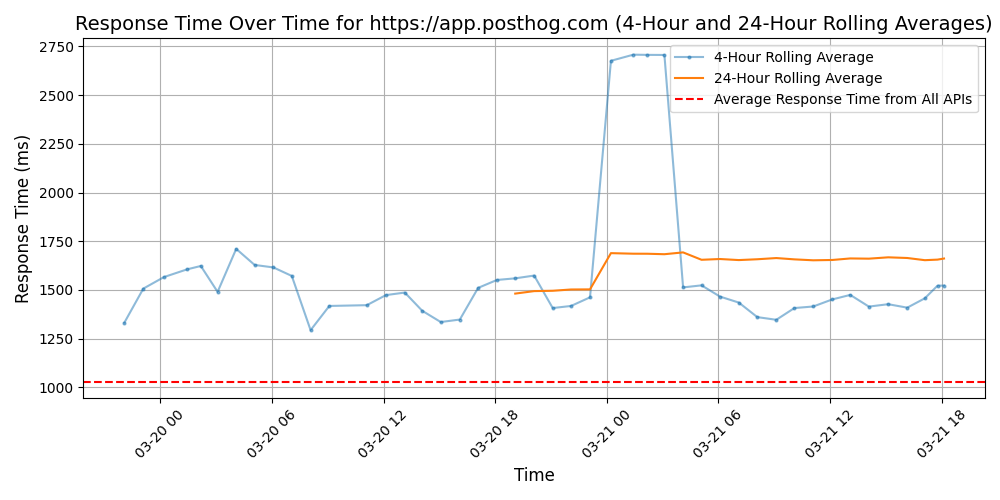 Response Time Over Time for https://app.posthog.com (4-Hour and 24-Hour Rolling Averages)
4-Hour Rolling Average
24-Hour Rolling Average
Average Response Time from All APIs
Response Time (ms)
2750
2500
2250
2000
1750
1500
1250
1000
03-20 00
03-20 06
03-20 12
03-20 18
03-21 00
03-21 06
03-21 12
03-21 18
Time